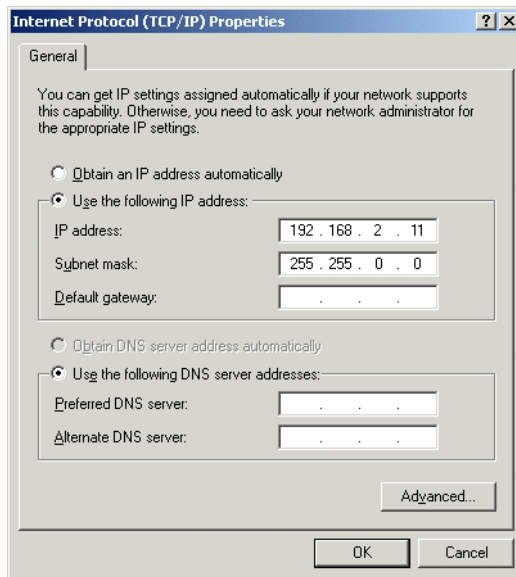 Internet Protocol (TCP/IP) Properties
General
You can get IP settings assigned automatically if your network supports
this capability. Otherwise, you need to ask your network administrator for
the appropriate IP settings.
Obtain an IP address automatically
Use the following IP address:
IP address: 192 . 168 . 2 . 11
Subnet mask: 255 . 255 . 0 . 0
Default gateway: . . .
Obtain DNS server address automatically
Use the following DNS server addresses:
Preferred DNS server: . . .
Alternate DNS server: . . .
Advanced...
OK Cancel